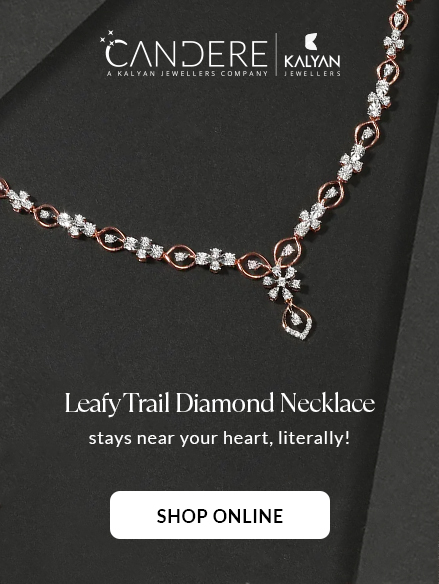 CANDERE
A KALYAN JEWELLERS COMPANY
KALYAN
JEWELLERS
Leafy Trail Diamond Necklace
stays near your heart, literally!
SHOP ONLINE